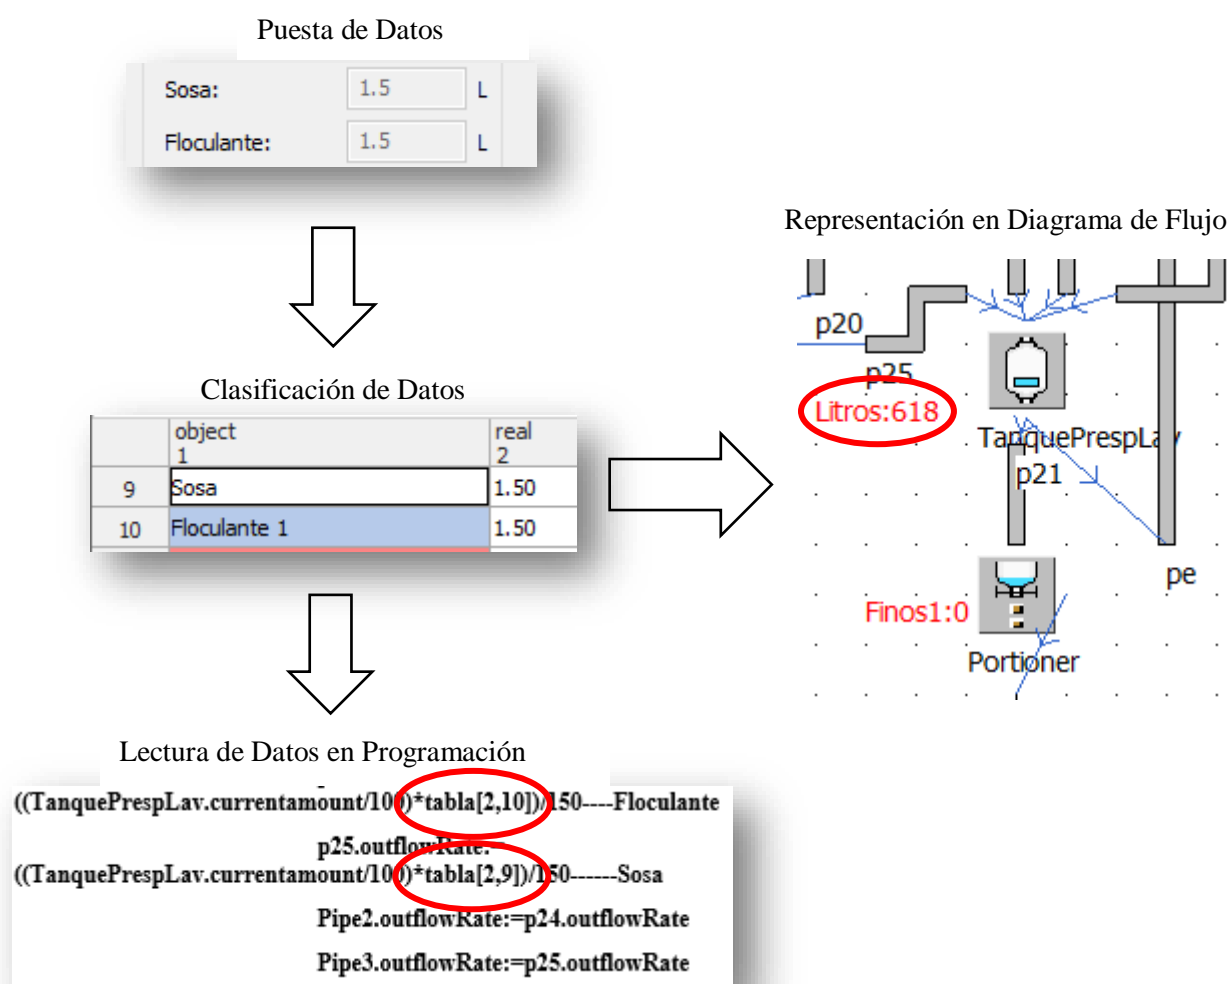 Puesta de Datos
Sosa: 1.5 L
Floculante: 1.5 L
Representación en Diagrama de Flujo
p20
p25
Litros:618
TanquePrespLav
p21
pe
Finos1:0
Portioner
Clasificación de Datos
object real
1 2
9 Sosa 1.50
10 Floculante 1 1.50
Lectura de Datos en Programación
((TanquePrespLav.currentamount/100)*tabla[2,10])/150----Floculante
p25.outflowRate:=
((TanquePrespLav.currentamount/100)*tabla[2,9])/150------Sosa
Pipe2.outflowRate:=p24.outflowRate
Pipe3.outflowRate:=p25.outflowRate